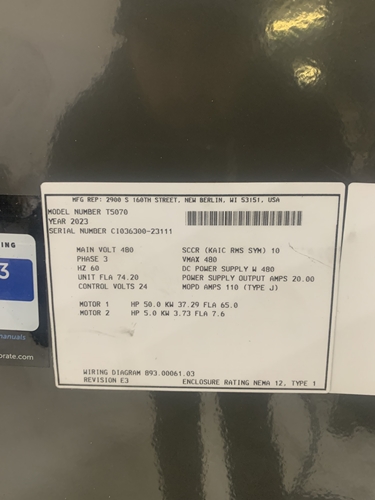 MFG REP: 2900 S 160TH STREET, NEW BERLIN, WI 53151, USA
MODEL NUMBER T5070
YEAR 2023
SERIAL NUMBER C1036300-23111
MAIN VOLT 480
PHASE 3
HZ 60
UNIT FLA 74.20
CONTROL VOLTS 24
SCCR (KAIC RMS SYM) 10
VMAX 480
DC POWER SUPPLY W 480
POWER SUPPLY OUTPUT AMPS 20.00
MOPD AMPS 110 (TYPE J)
MOTOR 1 HP 50.0 KW 37.29 FLA 65.0
MOTOR 2 HP 5.0 KW 3.73 FLA 7.6
WIRING DIAGRAM 893.00061.03
REVISION E3
ENCLOSURE RATING NEMA 12, TYPE 1
ING
3
manuals
orate.com